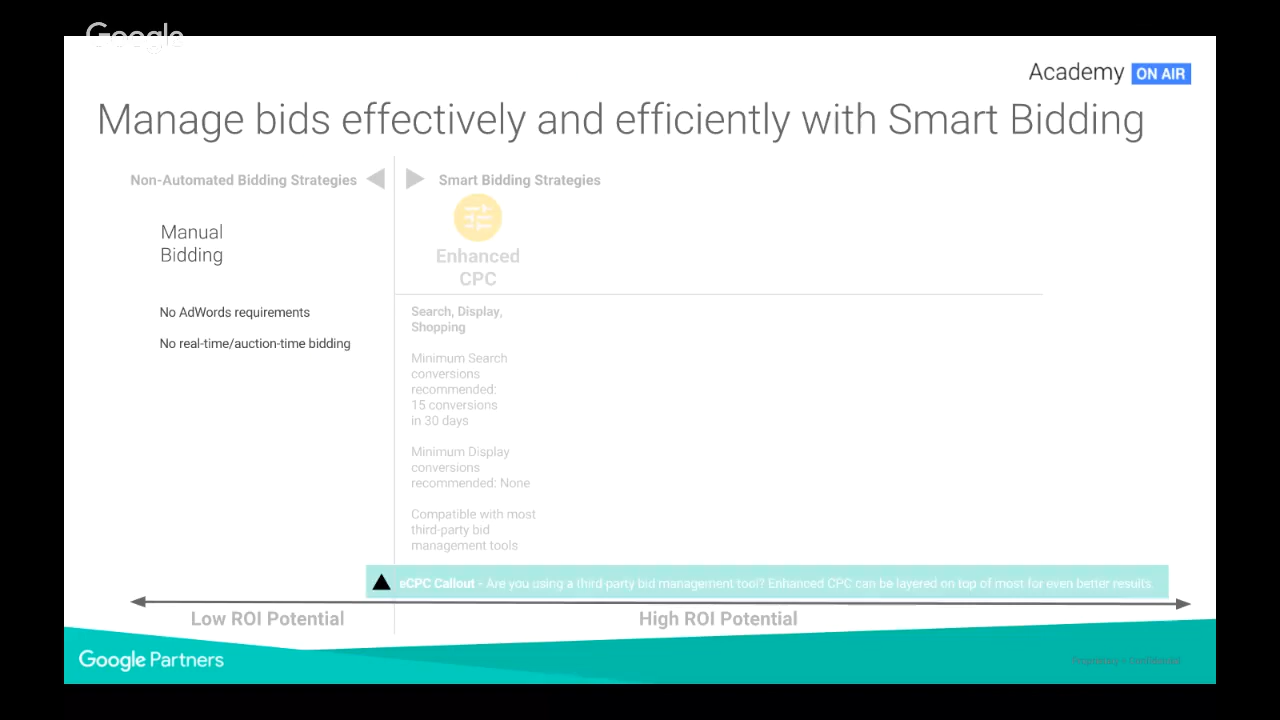 Google
Academy ON AIR
Manage bids effectively and efficiently with Smart Bidding
Non-Automated Bidding Strategies
Smart Bidding Strategies
Manual
Bidding
Enhanced
CPC
No AdWords requirements
No real-time/auction-time bidding
Search, Display,
Shopping
Minimum Search
conversions
recommended:
15 conversions
in 30 days
Minimum Display
conversions
recommended: None
Compatible with most
third-party bid
management tools
eCPC Callout - Are you using a third-party bid management tool? Enhanced CPC can be layered on top of most for even better results.
Low ROI Potential
High ROI Potential
Google Partners
Proprietary + Confidential